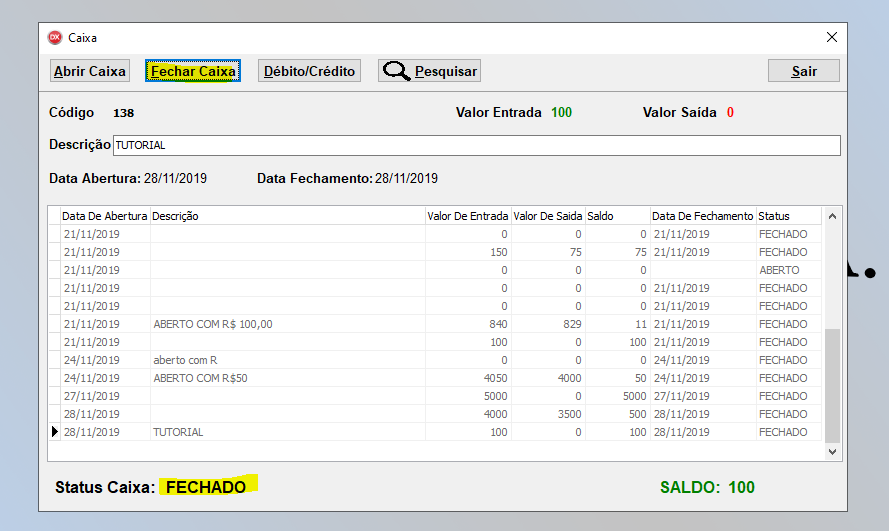 Caixa
Abrir Caixa Fechar Caixa Débito/Crédito Pesquisar Sair
Código 138 Valor Entrada 100 Valor Saída 0
Descrição TUTORIAL
Data Abertura: 28/11/2019 Data Fechamento: 28/11/2019
Data De Abertura Descrição Valor De Entrada Valor De Saida Saldo Data De Fechamento Status
21/11/2019 0 0 0 21/11/2019 FECHADO
21/11/2019 150 75 75 21/11/2019 FECHADO
21/11/2019 0 0 0 ABERTO
21/11/2019 0 0 0 21/11/2019 FECHADO
21/11/2019 0 0 0 21/11/2019 FECHADO
21/11/2019 ABERTO COM R$ 100,00 840 829 11 21/11/2019 FECHADO
21/11/2019 100 0 100 21/11/2019 FECHADO
24/11/2019 aberto com R 0 0 0 24/11/2019 FECHADO
24/11/2019 ABERTO COM R$50 4050 4000 50 24/11/2019 FECHADO
27/11/2019 5000 0 5000 27/11/2019 FECHADO
28/11/2019 4000 3500 500 28/11/2019 FECHADO
28/11/2019 TUTORIAL 100 0 100 28/11/2019 FECHADO
Status Caixa: FECHADO SALDO: 100